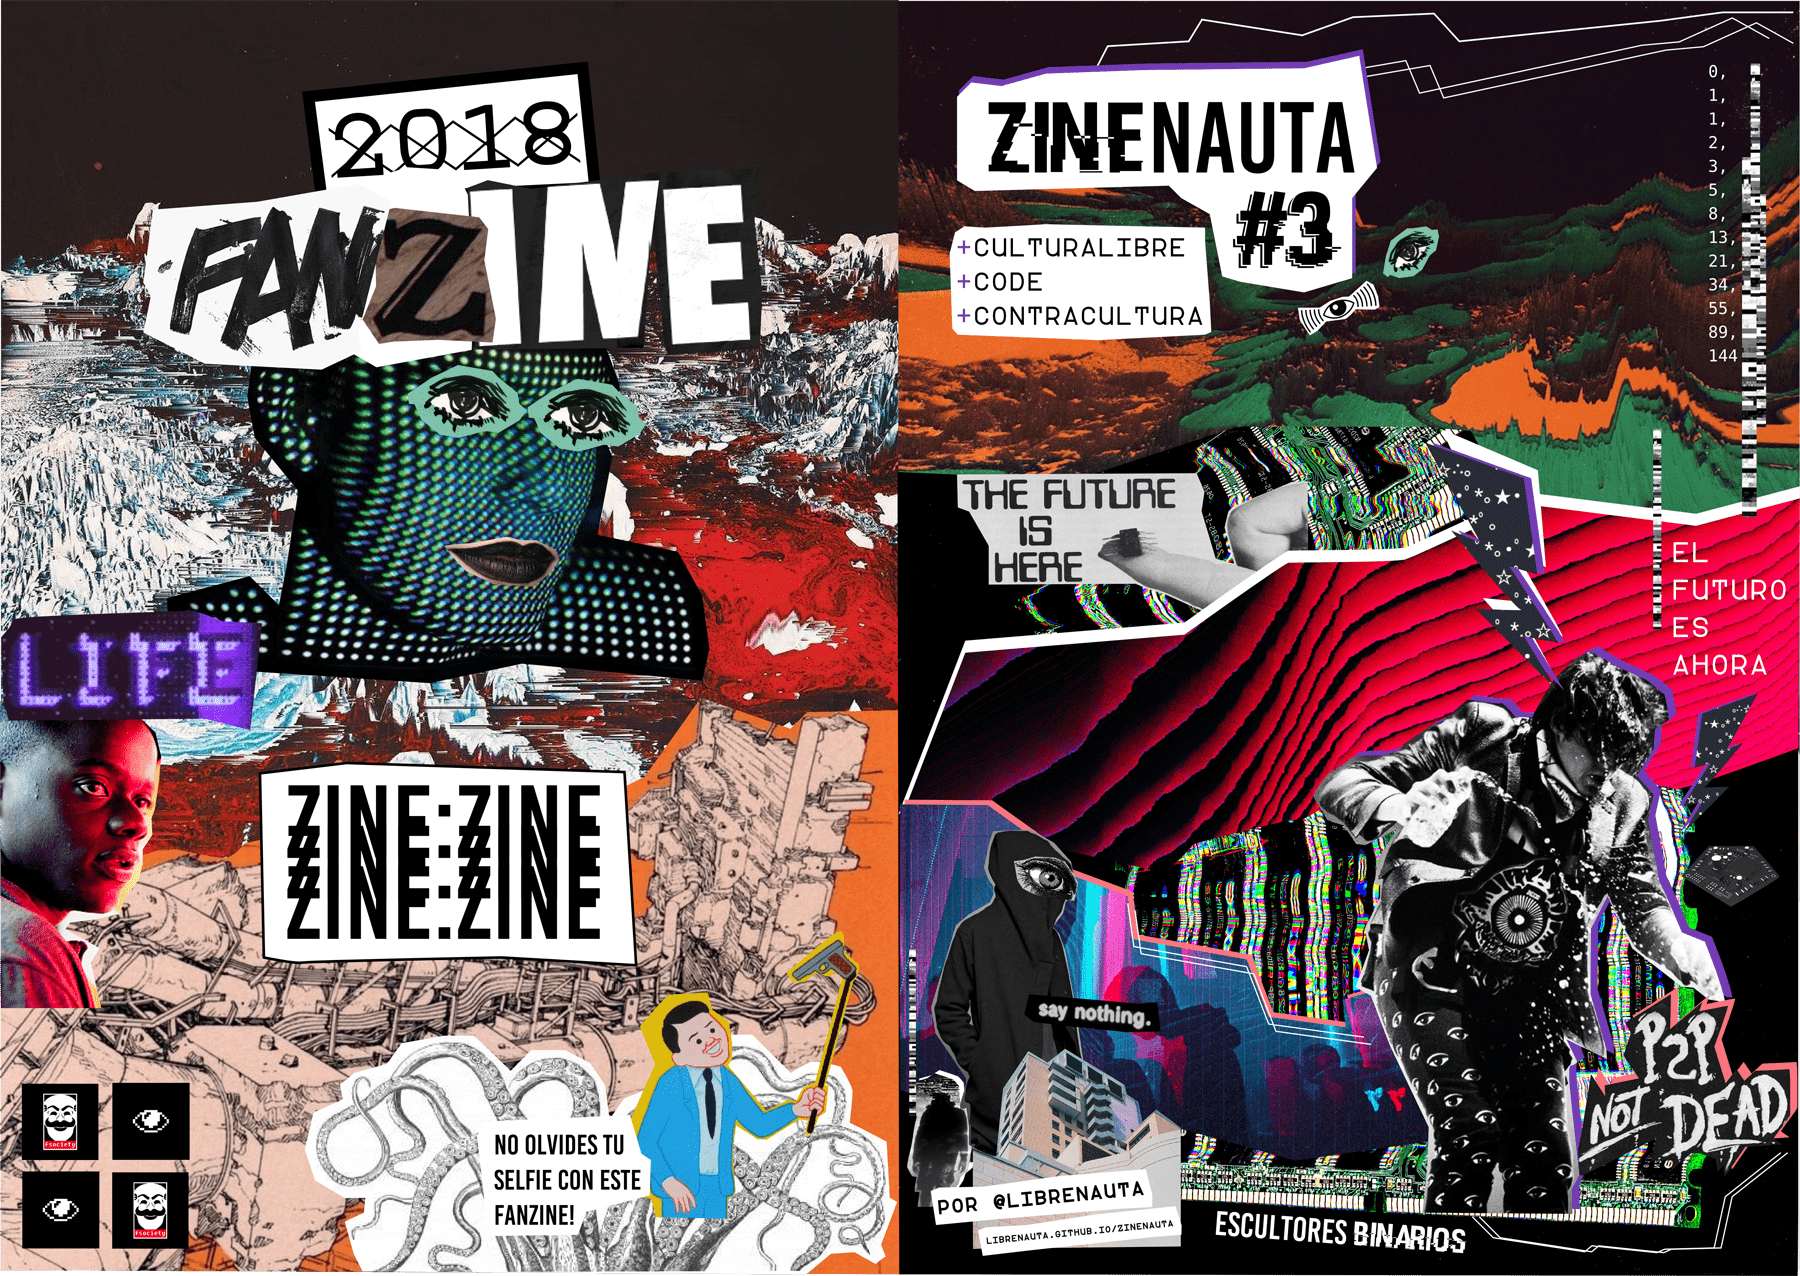 2018
FANZINE
LIFE
ZINE:ZINE
ZINE:ZINE
ZINE:ZINE
fsociety
fsociety
NO OLVIDES TU
SELFIE CON ESTE
FANZINE!
ZINENAUTA
#3
+CULTURALIBRE
+CODE
+CONTRACULTURA
0,
1,
1,
2,
3,
5,
8,
13,
21,
34,
55,
89,
144
THE FUTURE
IS
HERE
EL
FUTURO
ES
AHORA
say nothing.
P2P
NOT DEAD
POR @LIBRENAUTA
LIBRENAUTA.GITHUB.IO/ZINENAUTA
ESCULTORES BINARIOS